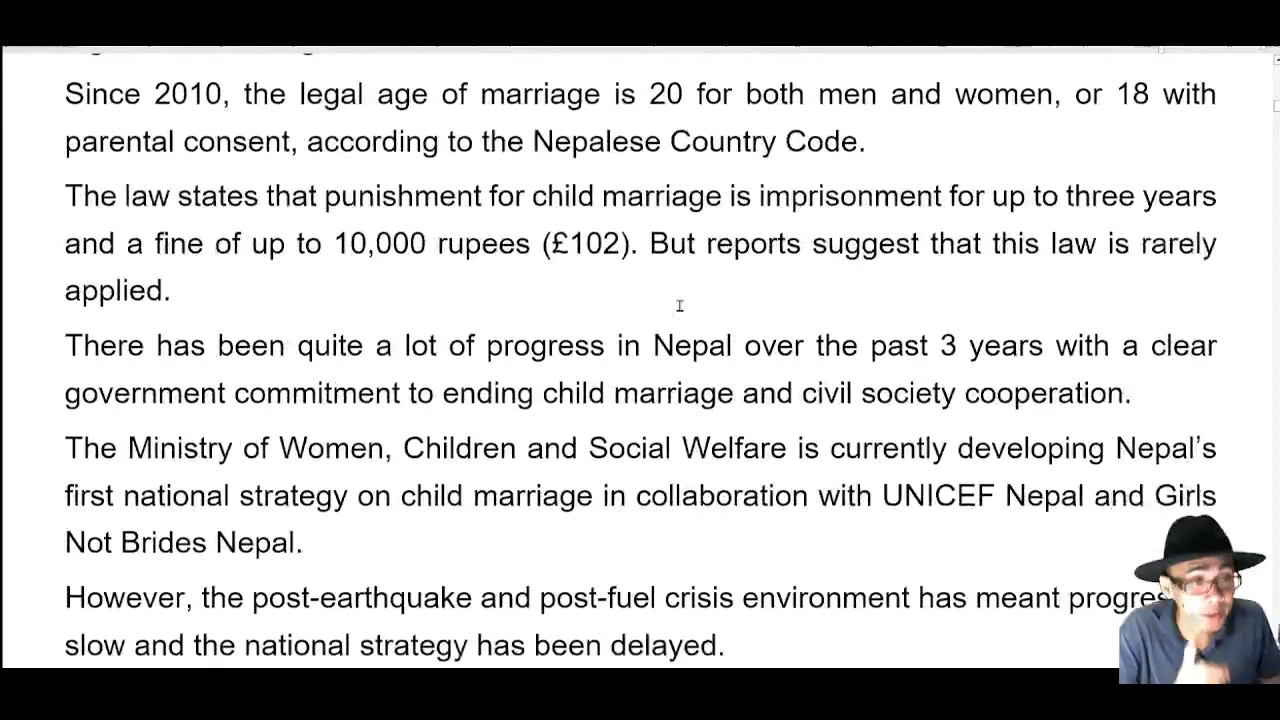 Since 2010, the legal age of marriage is 20 for both men and women, or 18 with
parental consent, according to the Nepalese Country Code.
The law states that punishment for child marriage is imprisonment for up to three years
and a fine of up to 10,000 rupees (£102). But reports suggest that this law is rarely
applied.
There has been quite a lot of progress in Nepal over the past 3 years with a clear
government commitment to ending child marriage and civil society cooperation.
The Ministry of Women, Children and Social Welfare is currently developing Nepal’s
first national strategy on child marriage in collaboration with UNICEF Nepal and Girls
Not Brides Nepal.
However, the post-earthquake and post-fuel crisis environment has meant
slow and the national strategy has been delayed.